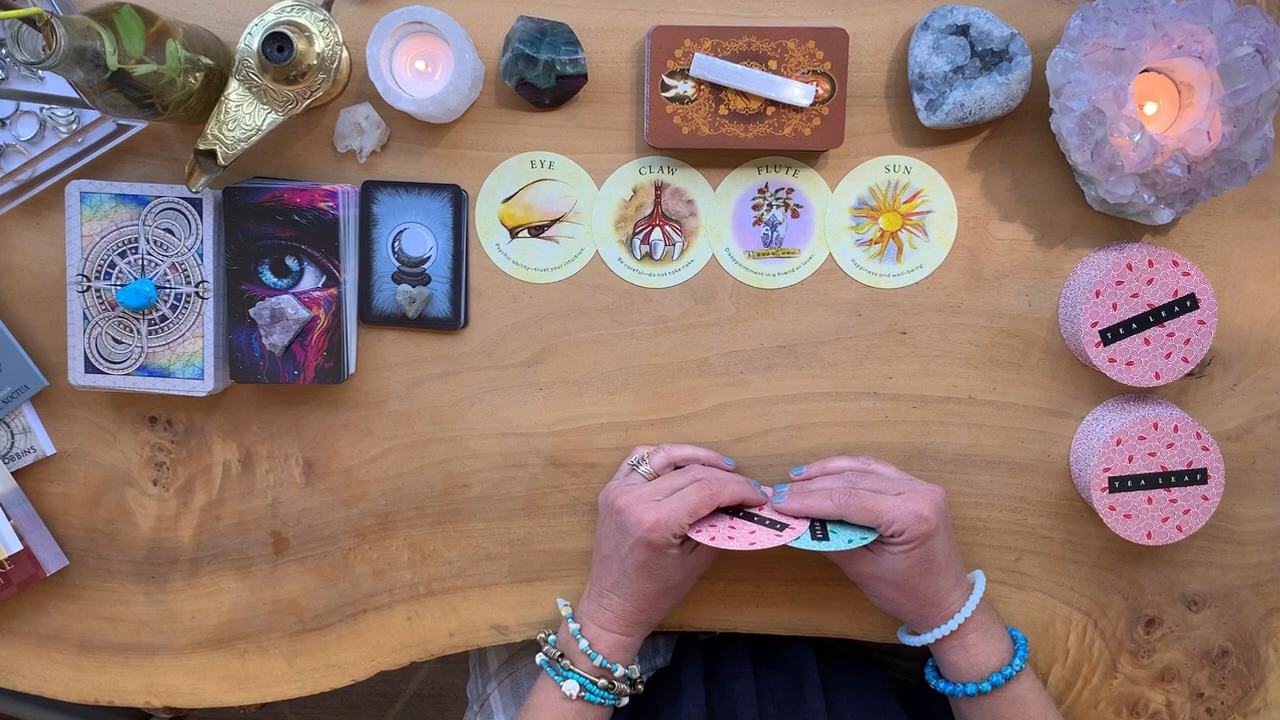 EYE
Psychic ability—trust your intuition.
CLAW
Be careful—do not take risks.
FLUTE
Disappointment in a friend or lover.
SUN
Happiness and well-being
TEA LEAF
TEA LEAF
NOCTUA
OBBINS